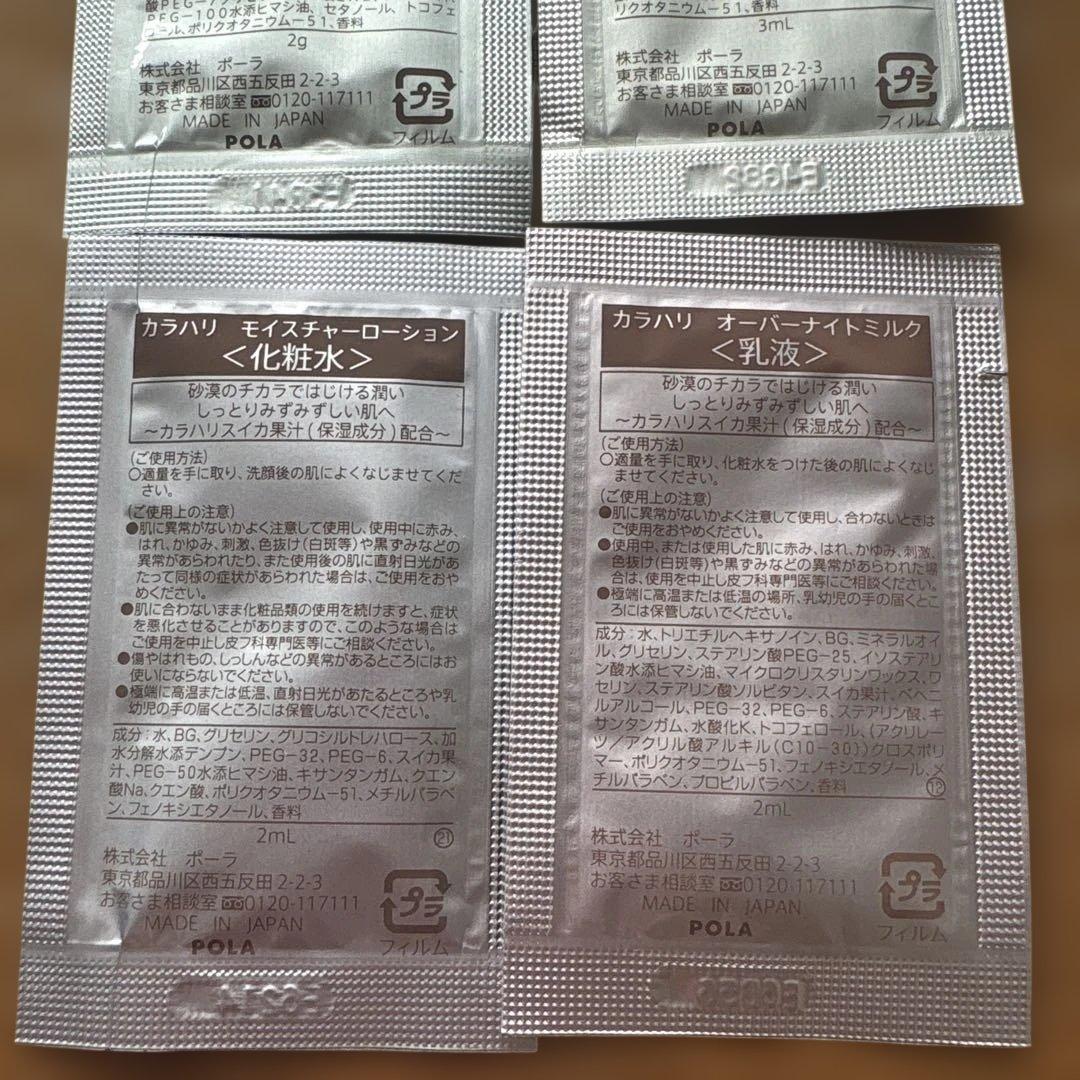 PEG-100水添ヒマシ油、セタノール、トコフェ
ロール、ポリクオタニウム-51、香料
2g
株式会社 ポーラ
東京都品川区西五反田2-2-3
お客さま相談室 0120-117111
MADE IN JAPAN
POLA
プラ
フィルム
リクオタニウム-51、香料
3mL
株式会社 ポーラ
東京都品川区西五反田2-2-3
お客さま相談室 0120-117111
MADE IN JAPAN
POLA
プラ
フィルム
カラハリ モイスチャーローション
<化粧水>
砂漠のチカラではじける潤い
しっとりみずみずしい肌へ
~カラハリスイカ果汁(保湿成分)配合~
(ご使用方法)
○適量を手に取り、洗顔後の肌によくなじませてくだ
さい。
(ご使用上の注意)
●肌に異常がないかよく注意して使用し、使用中に赤み、
はれ、かゆみ、刺激、色抜け(白斑等)や黒ずみなどの
異常があらわれたり、また使用後の肌に直射日光があ
たって同様の症状があらわれた場合は、ご使用をおや
めください。
●肌に合わないまま化粧品類の使用を続けますと、症状
を悪化させることがありますので、このような場合は
ご使用を中止し皮フ科専門医等にご相談ください。
●傷やはれもの、しっしんなどの異常があるところにはお
使いにならないでください。
●極端に高温または低温、直射日光があたるところや乳
幼児の手の届くところには保管しないでください。
成分:水、BG、グリセリン、グリコシルトレハロース、加
水分解水添デンプン、PEG-32、PEG-6、スイカ果
汁、PEG-50水添ヒマシ油、キサンタンガム、クエン
酸Na、クエン酸、ポリクオタニウム-51、メチルパラベ
ン、フェノキシエタノール、香料
2mL
㉑
株式会社 ポーラ
東京都品川区西五反田2-2-3
お客さま相談室 0120-117111
MADE IN JAPAN
POLA
プラ
フィルム
カラハリ オーバーナイトミルク
<乳液>
砂漠のチカラではじける潤い
しっとりみずみずしい肌へ
~カラハリスイカ果汁(保湿成分)配合~
(ご使用方法)
○適量を手に取り、化粧水をつけた後の肌によくなじ
ませてください。
(ご使用上の注意)
●肌に異常がないかよく注意して使用し、合わないときは
ご使用をおやめください。
●使用中、または使用した肌に赤み、はれ、かゆみ、刺激、
色抜け(白斑等)や黒ずみなどの異常があらわれた場
合は、使用を中止し皮フ科専門医等にご相談ください。
●極端に高温または低温の場所、乳幼児の手の届くとこ
ろには保管しないでください。
成分:水、トリエチルヘキサノイン、BG、ミネラルオイ
ル、グリセリン、ステアリン酸PEG-25、イソステアリ
ン酸水添ヒマシ油、マイクロクリスタリンワックス、ワ
セリン、ステアリン酸ソルビタン、スイカ果汁、ベヘニ
ルアルコール、PEG-32、PEG-6、ステアリン酸、キ
サンタンガム、水酸化K、トコフェロール、(アクリレー
ツ/アクリル酸アルキル(C10-30))クロスポリ
マー、ポリクオタニウム-51、フェノキシエタノール、メ
チルパラベン、プロピルパラベン、香料
2mL
株式会社 ポーラ
東京都品川区西五反田2-2-3
お客さま相談室 0120-117111
MADE IN JAPAN
POLA
プラ
フィルム